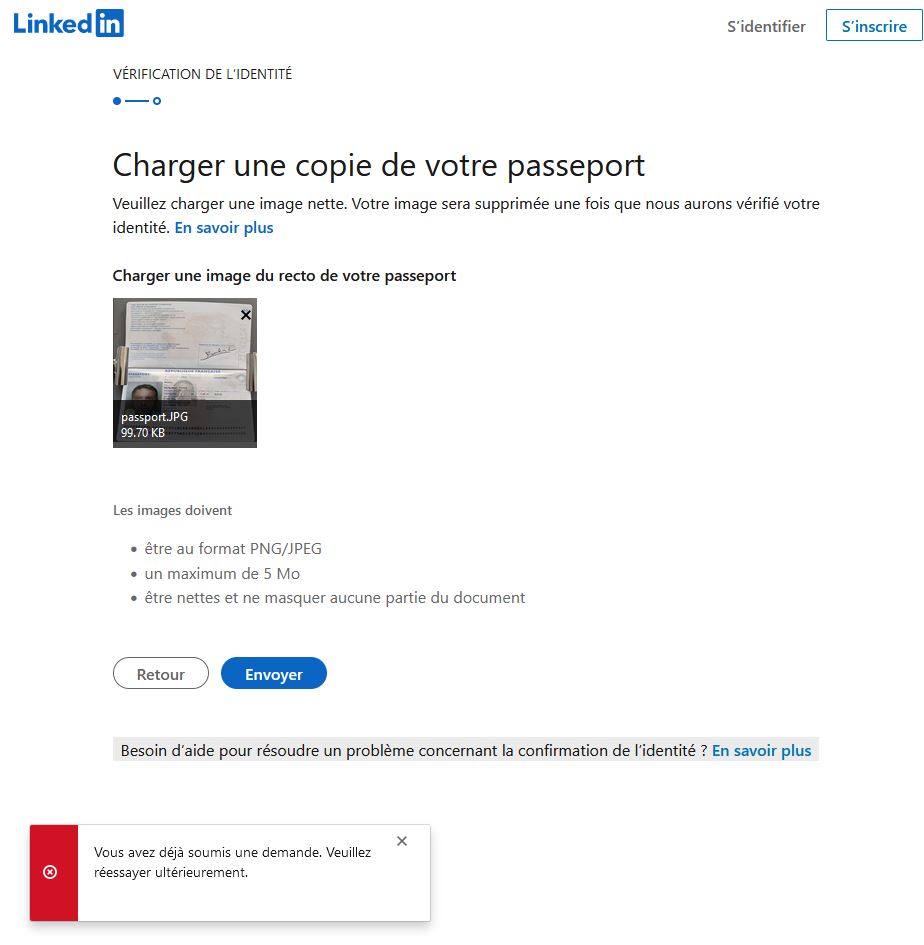 Linked in
S'identifier
S'inscrire
VÉRIFICATION DE L'IDENTITÉ
Charger une copie de votre passeport
Veuillez charger une image nette. Votre image sera supprimée une fois que nous aurons vérifié votre
identité. En savoir plus
Charger une image du recto de votre passeport
RÉPUBLIQUE FRANÇAISE
passport.JPG
99.70 KB
Les images doivent
être au format PNG/JPEG
un maximum de 5 Mo
être nettes et ne masquer aucune partie du document
Retour
Envoyer
Besoin d'aide pour résoudre un problème concernant la confirmation de l'identité ? En savoir plus
Vous avez déjà soumis une demande. Veuillez
réessayer ultérieurement.